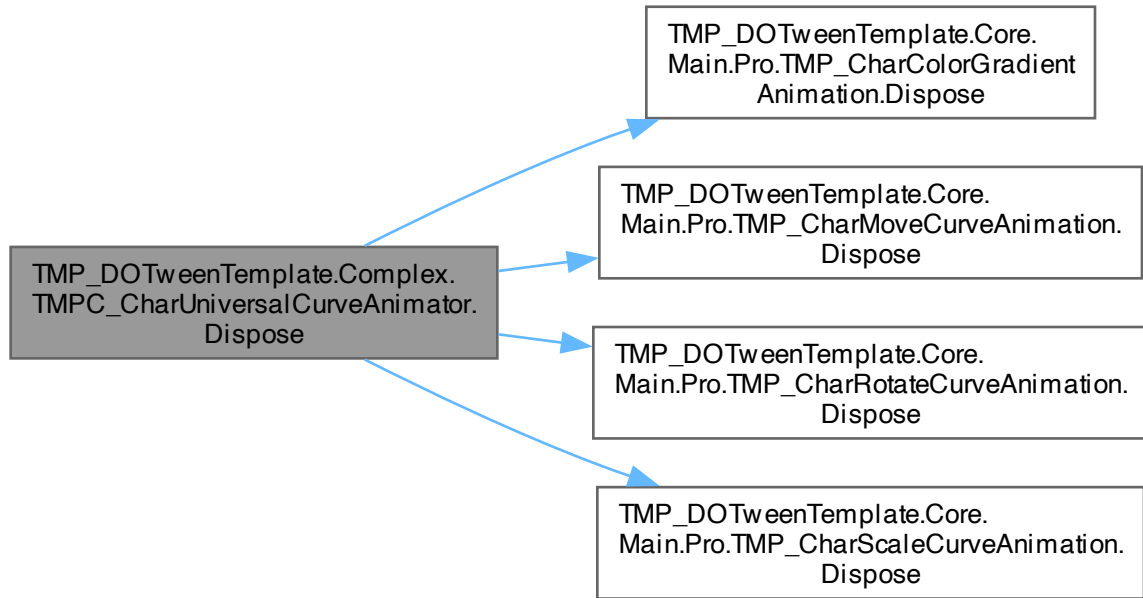 TMP_DOTweenTemplate.Core.
Main.Pro.TMP_CharColorGradient
Animation.Dispose
TMP_DOTweenTemplate.Core.
Main.Pro.TMP_CharMoveCurveAnimation.
Dispose
TMP_DOTweenTemplate.Complex.
TMPC_CharUniversalCurveAnimator.
Dispose
TMP_DOTweenTemplate.Core.
Main.Pro.TMP_CharRotateCurveAnimation.
Dispose
TMP_DOTweenTemplate.Core.
Main.Pro.TMP_CharScaleCurveAnimation.
Dispose